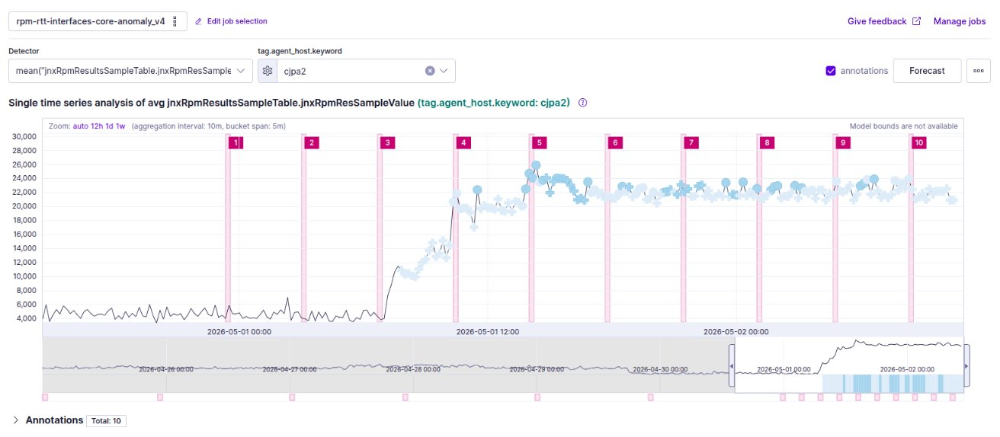 rpm-rtt-interfaces-core-anomaly_v4
Edit job selection
Give feedback
Manage jobs
Detector
tag.agent_host.keyword
mean("jnxRpmResultsSampleTable.jnxRpmResSample
cjpa2
annotations
Forecast
Single time series analysis of avg jnxRpmResultsSampleTable.jnxRpmResSampleValue (tag.agent_host.keyword: cjpa2)
Zoom: auto 12h 1d 1w (aggregation interval: 10m, bucket span: 5m)
Model bounds are not available
1 2 3 4 5 6 7 8 9 10
30,000
28,000
26,000
24,000
22,000
20,000
18,000
16,000
14,000
12,000
10,000
8,000
6,000
4,000
2026-05-01 00:00 2026-05-01 12:00 2026-05-02 00:00
2026-04-26 00:00 2026-04-27 00:00 2026-04-28 00:00 2026-04-29 00:00 2026-04-30 00:00 2026-05-01 00:00 2026-05-02 00:00
Annotations Total: 10